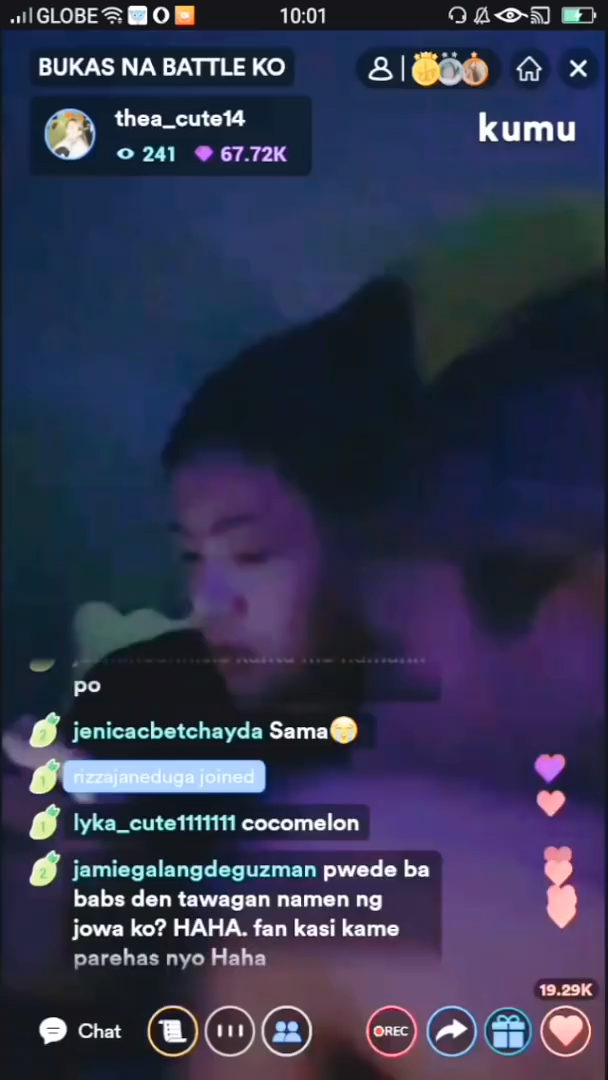 GLOBE 10:01
BUKAS NA BATTLE KO
thea_cute14
241 67.72K
kumu
po
jenicacbetchayda Sama😭
rizzajaneduga joined
lyka_cute1111111 cocomelon
jamiegalangdeguzman pwede ba
babs den tawagan namen ng
jowa ko? HAHA. fan kasi kame
parehas nyo Haha
19.29K
Chat
REC